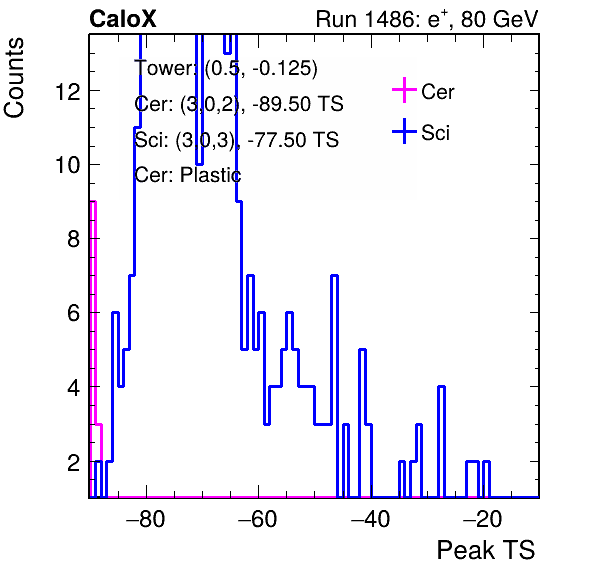 CaloX Run 1486: e⁺, 80 GeV
Counts
Tower: (0.5, -0.125)
Cer: (3,0,2), -89.50 TS
Sci: (3,0,3), -77.50 TS
Cer: Plastic
Cer
Sci
12
10
8
6
4
2
−80 −60 −40 −20
Peak TS